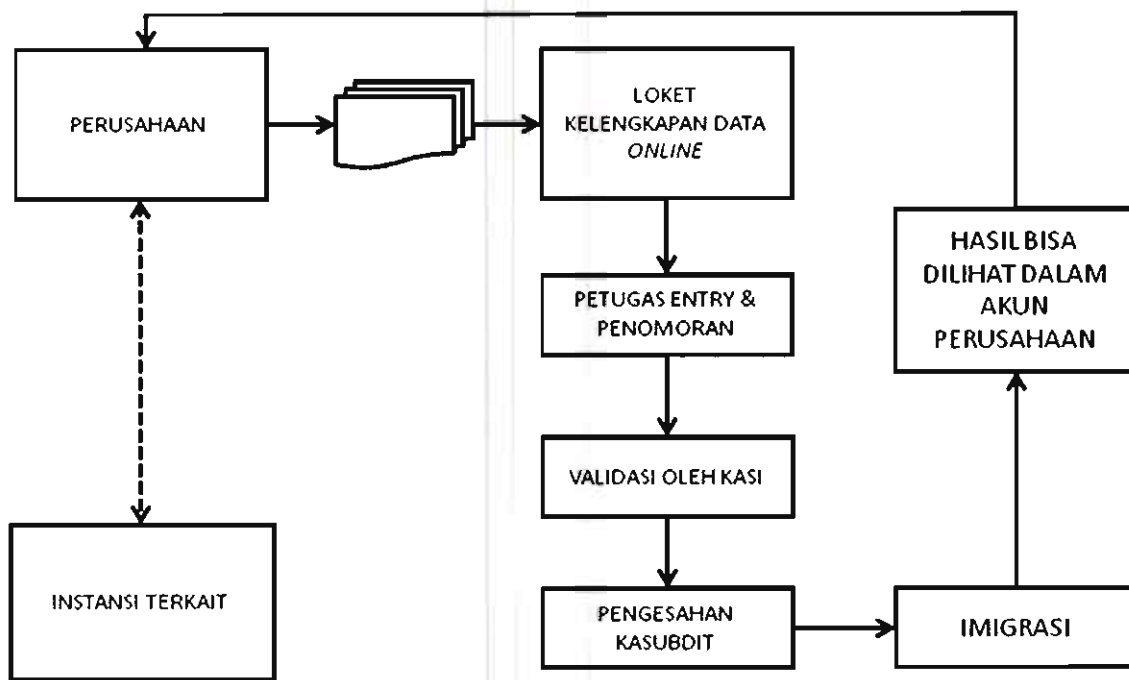 PERUSAHAAN
LOKET
KELENGKAPAN DATA
ONLINE
PETUGAS ENTRY &
PENOMORAN
VALIDASI OLEH KASI
PENGESAHAN
KASUBDIT
IMIGRASI
HASIL BISA
DILIHAT DALAM
AKUN
PERUSAHAAN
INSTANSI TERKAIT